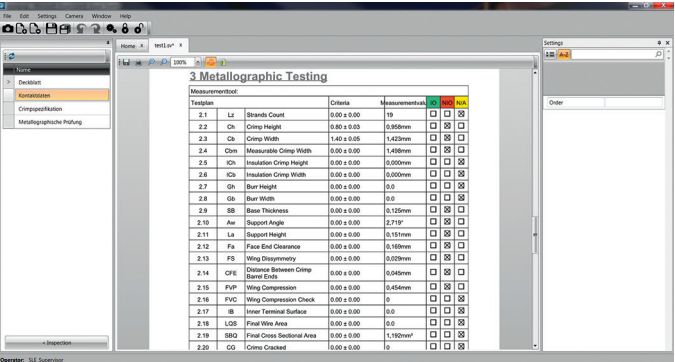 File Edit Settings Camera Window Help
Home X test1.sv* X
Settings
100%
A-Z
Name
> Deckblatt
Kontaktdaten
Crimpspezifikation
Metallographische Prüfung
Order
3 Metallographic Testing
Measurementtool:
Testplan Criteria Measurementvalu IO NIO N/A
2.1 Lz Strands Count 0.00 ± 0.00 19
2.2 Ch Crimp Height 0.80 ± 0.03 0,958mm
2.3 Cb Crimp Width 1.40 ± 0.05 1,423mm
2.4 Cbm Measurable Crimp Width 0.00 ± 0.00 1,498mm
2.5 ICh Insulation Crimp Height 0.00 ± 0.00 0,000mm
2.6 ICb Insulation Crimp Width 0.00 ± 0.00 0,000mm
2.7 Gh Burr Height 0.00 ± 0.00 0.0
2.8 Gb Burr Width 0.00 ± 0.00 0.0
2.9 SB Base Thickness 0.00 ± 0.00 0,125mm
2.10 Aw Support Angle 0.00 ± 0.00 2,719°
2.11 La Support Height 0.00 ± 0.00 0,151mm
2.12 Fa Face End Clearance 0.00 ± 0.00 0,169mm
2.13 FS Wing Dissymmetry 0.00 ± 0.00 0,029mm
2.14 CFE Distance Between Crimp
Barrel Ends 0.00 ± 0.00 0,045mm
2.15 FVP Wing Compression 0.00 ± 0.00 0,454mm
2.16 FVC Wing Compression Check 0.00 ± 0.00 0
2.17 IB Inner Terminal Surface 0.00 ± 0.00 0.0
2.18 LQS Final Wire Area 0.00 ± 0.00 0.0
2.19 SBQ Final Cross Sectional Area 0.00 ± 0.00 1,192mm²
2.20 CG Crimp Cracked 0.00 ± 0.00 0
< Inspection
Operator: SLE Supervisor